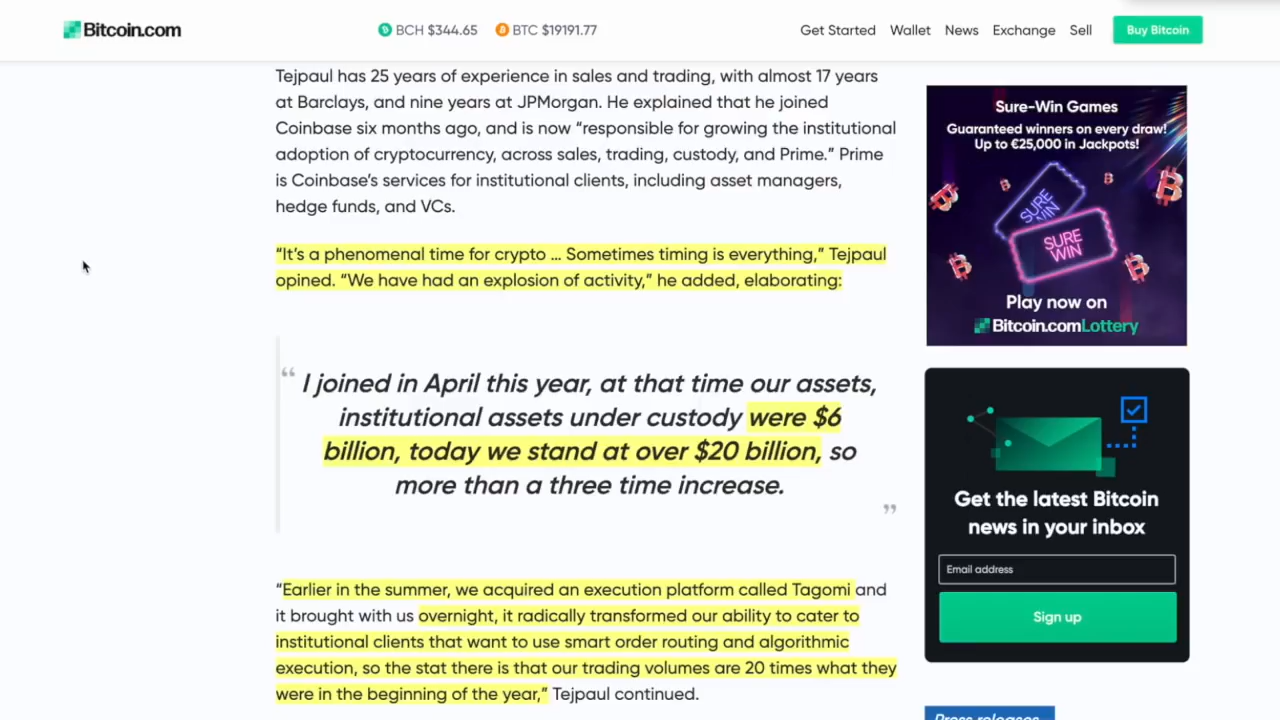 Bitcoin.com
BCH $344.65 BTC $19191.77
Get Started Wallet News Exchange Sell Buy Bitcoin
Tejpaul has 25 years of experience in sales and trading, with almost 17 years
at Barclays, and nine years at JPMorgan. He explained that he joined
Coinbase six months ago, and is now “responsible for growing the institutional
adoption of cryptocurrency, across sales, trading, custody, and Prime.” Prime
is Coinbase’s services for institutional clients, including asset managers,
hedge funds, and VCs.
“It’s a phenomenal time for crypto … Sometimes timing is everything,” Tejpaul
opined. “We have had an explosion of activity,” he added, elaborating:
“ I joined in April this year, at that time our assets,
institutional assets under custody were $6
billion, today we stand at over $20 billion, so
more than a three time increase.
”
“Earlier in the summer, we acquired an execution platform called Tagomi and
it brought with us overnight, it radically transformed our ability to cater to
institutional clients that want to use smart order routing and algorithmic
execution, so the stat there is that our trading volumes are 20 times what they
were in the beginning of the year,” Tejpaul continued.
Sure-Win Games
Guaranteed winners on every draw!
Up to €25,000 in Jackpots!
SURE
WIN
SURE
WIN
Play now on
Bitcoin.comLottery
Get the latest Bitcoin
news in your inbox
Email address
Sign up
Press releases